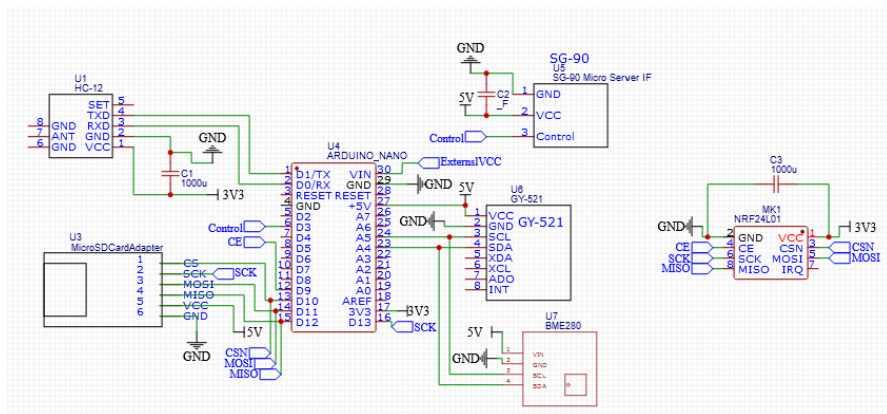 U1
HC-12
SET 5
TXD 4
8 GND RXD 3
7 ANT GND 2
6 GND VCC 1
GND
C1
1000u
3V3
GND
SG-90
U5
SG-90 Micro Server IF
C2
_F
5V
1 GND
2 VCC
3 Control
Control
U4
ARDUINO_NANO
1 D1/TX VIN 30
2 D0/RX GND 29
3 RESET RESET 28
4 GND +5V 27
5 D2 A7 26
6 D3 A6 25
7 D4 A5 24
8 D5 A4 23
9 D6 A3 22
10 D7 A2 21
11 D8 A1 20
12 D9 A0 19
13 D10 AREF 18
14 D11 3V3 17
15 D12 D13 16
ExternslVCC
GND
5V
Control
CE
3V3
SCK
CSN
MOSI
MISO
U3
MicroSDCardAdapter
1 CS
2 SCK
3 MOSI
4 MISO
5 VCC
6 GND
SCK
5V
GND
U6
GY-521
GY-521
GND
1 VCC
2 GND
3 SCL
4 SDA
5 XDA
6 XCL
7 ADO
8 INT
U7
BME280
5V
GND
1 VIN
2 GND
3 SCL
4 SDA
C3
1000u
MK1
NRF24L01
GND
3V3
2 GND VCC 1
CE 4 CE CSN 3 CSN
SCK 6 SCK MOSI 5 MOSI
MISO 8 MISO IRQ 7